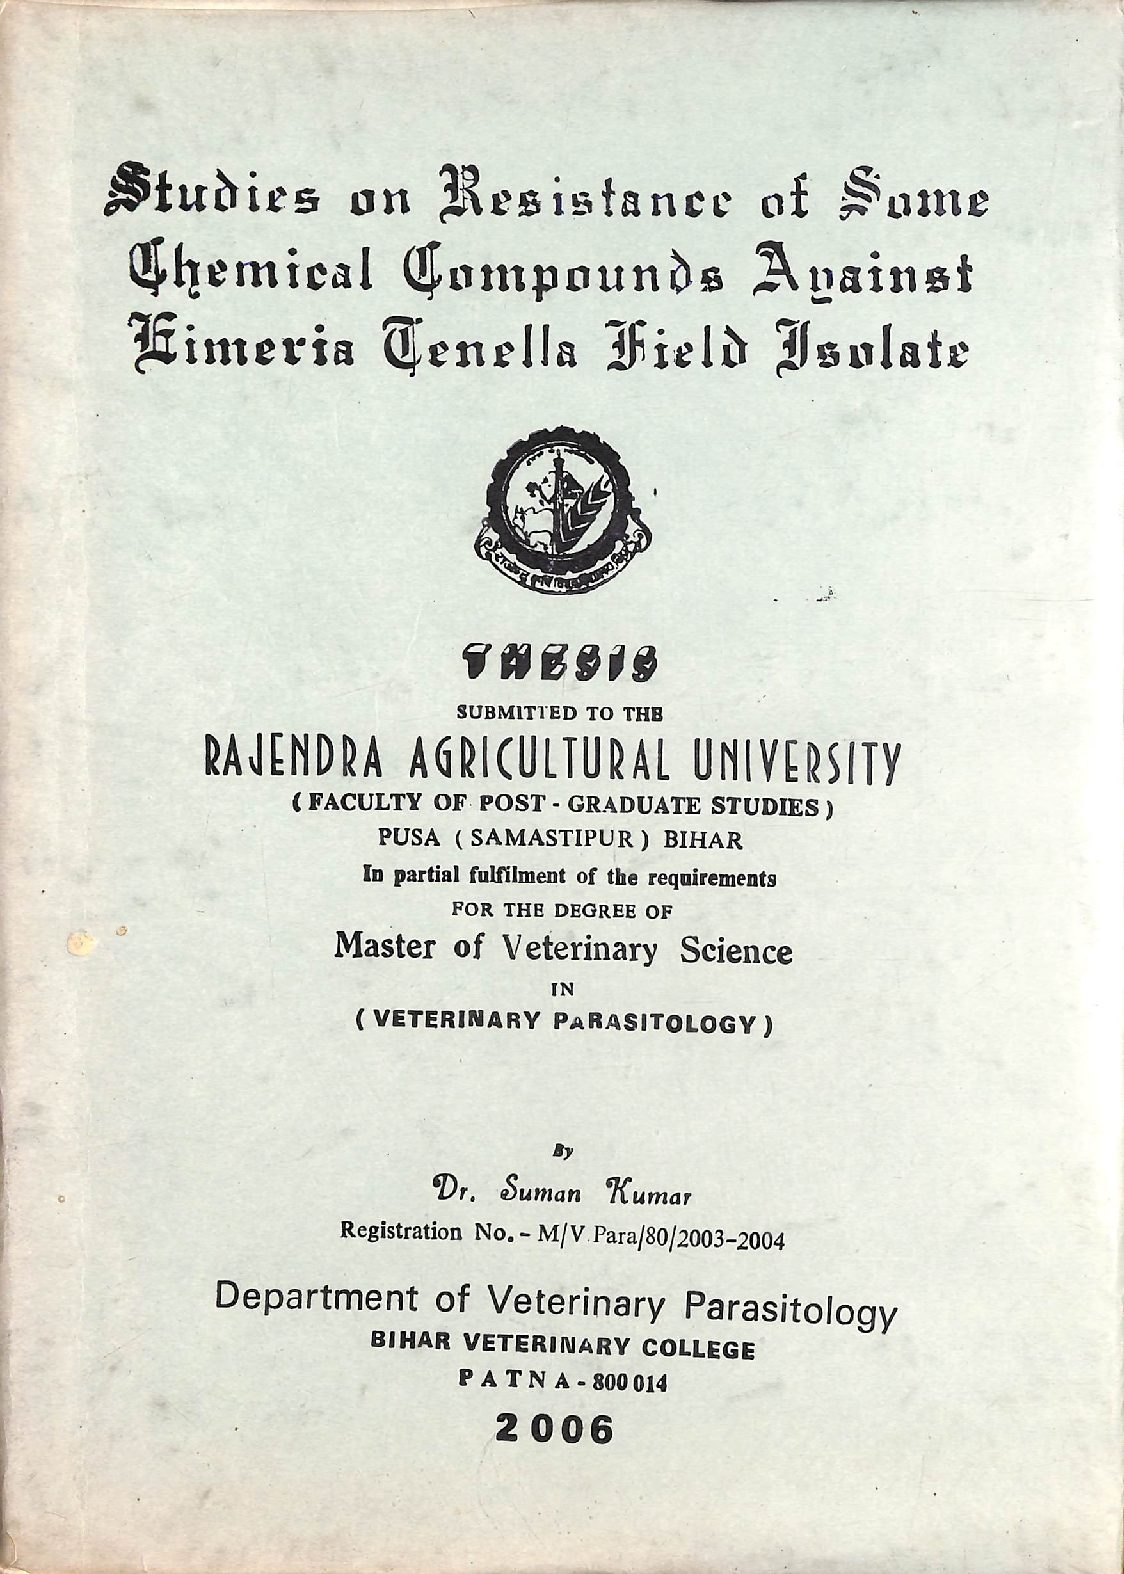 Studies on Resistance of Some
Chemical Compounds Against
Eimeria Tenella Field Isolate
राजेन्द्र कृषि विश्वविद्यालय बिहार
THESIS
SUBMITTED TO THE
RAJENDRA AGRICULTURAL UNIVERSITY
( FACULTY OF POST - GRADUATE STUDIES )
PUSA ( SAMASTIPUR ) BIHAR
In partial fulfilment of the requirements
FOR THE DEGREE OF
Master of Veterinary Science
IN
( VETERINARY PARASITOLOGY )
By
Dr. Suman Kumar
Registration No. - M/V Para/80/2003-2004
Department of Veterinary Parasitology
BIHAR VETERINARY COLLEGE
PATNA - 800 014
2006